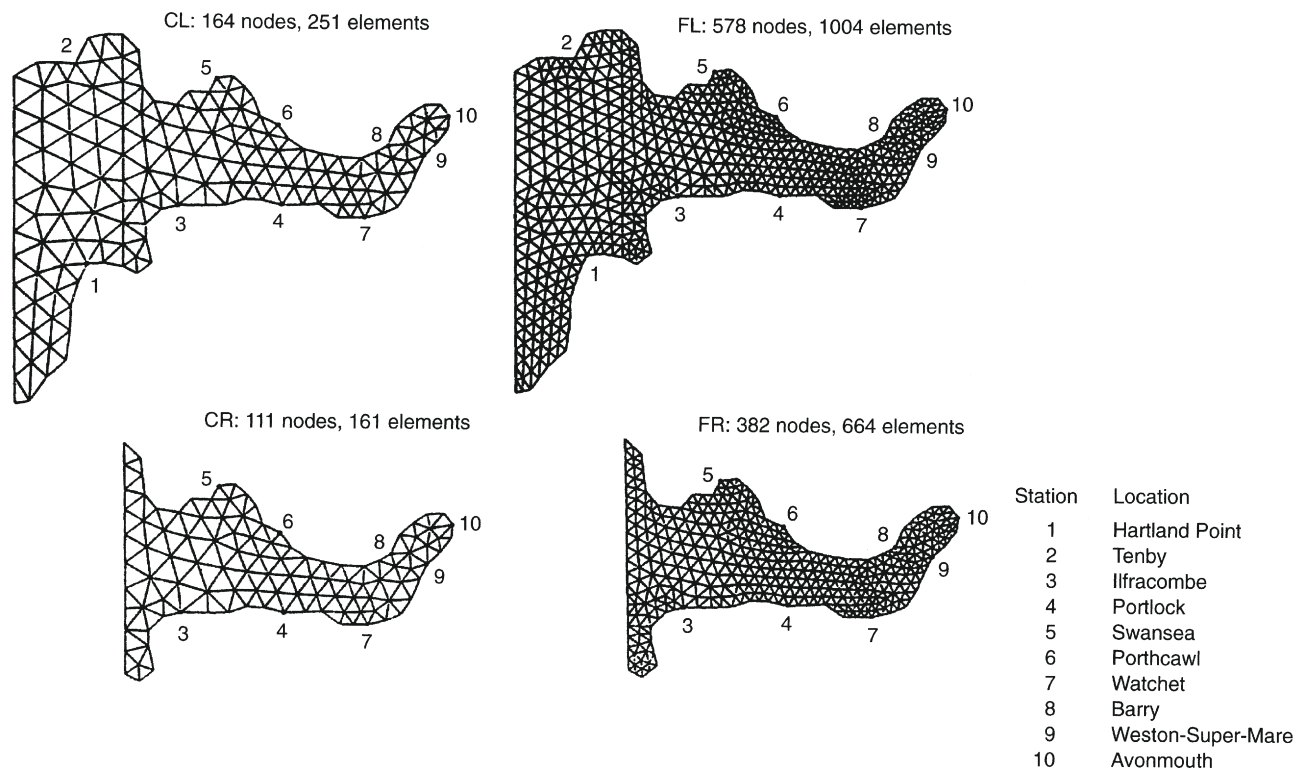 CL: 164 nodes, 251 elements
2
5
6
8
10
9
3
4
7
1
FL: 578 nodes, 1004 elements
2
5
6
8
10
9
3
4
7
1
CR: 111 nodes, 161 elements
5
6
8
10
9
3
4
7
FR: 382 nodes, 664 elements
5
6
8
10
9
3
4
7
Station Location
1 Hartland Point
2 Tenby
3 Ilfracombe
4 Portlock
5 Swansea
6 Porthcawl
7 Watchet
8 Barry
9 Weston-Super-Mare
10 Avonmouth